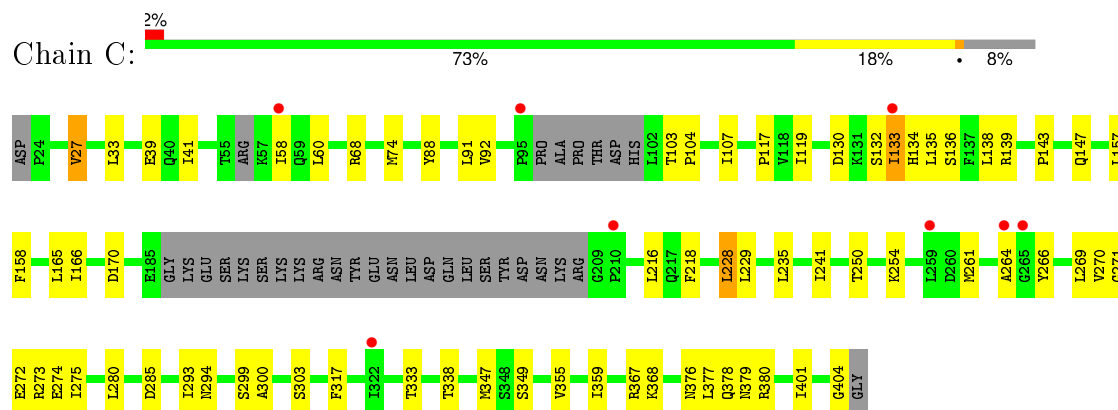 2%
Chain C:
73% 18% • 8%
ASP P24 V27 L33 E39 Q40 I41 T55 ARG K57 I58 Q59 L60 R68 M74 Y88 L91 V92 P95 PRO ALA PRO THR ASP HIS L102 T103 P104 I107 P117 V118 I119 D130 K131 S132 I133 H134 L135 S136 F137 L138 R139 P143 Q147 L157
F158 L165 I166 D170 E185 GLY LYS GLU SER LYS SER LYS LYS ARG ASN TYR GLU ASN LEU ASP GLN LEU SER TYR ASP ASN LYS ARG G209 P210 L216 Q217 F218 L228 L229 L235 I241 T250 K254 L259 D260 M261 A264 G265 Y266 L269 V270 G271
E272 R273 E274 I275 L280 D285 I293 N294 S299 A300 S303 F317 I322 T333 T338 M347 S348 S349 V355 I359 R367 K368 N376 L377 Q378 N379 R380 I401 G404 GLY